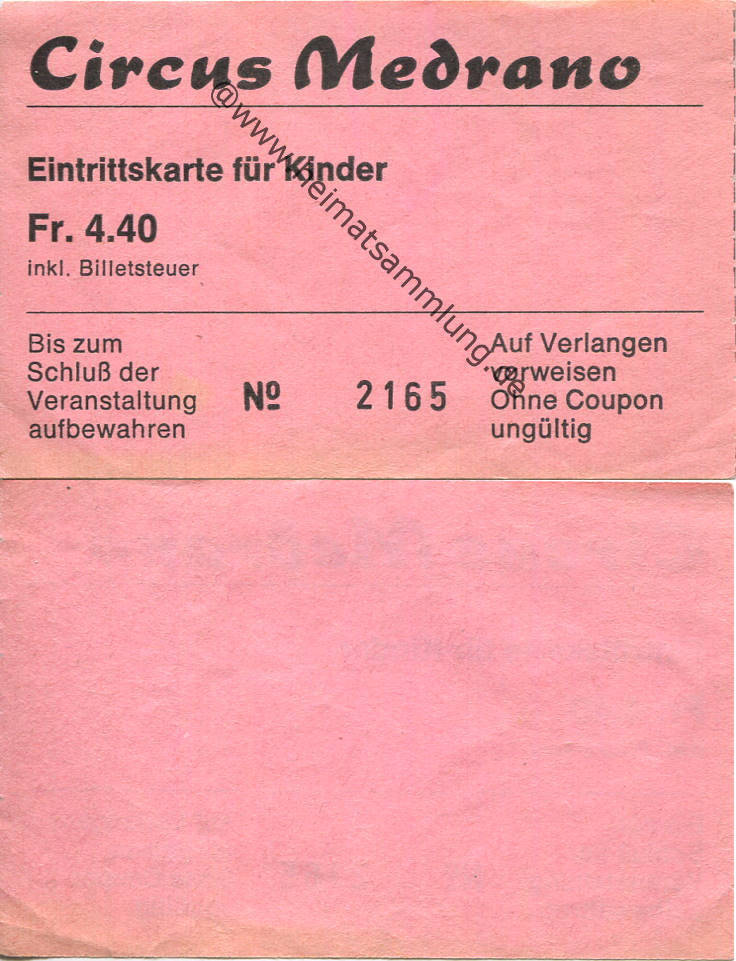 Circus Medrano
Eintrittskarte für Kinder
Fr. 4.40
inkl. Billetsteuer
Bis zum
Schluß der
Veranstaltung
aufbewahren
Nº 2165
Auf Verlangen
vorweisen
Ohne Coupon
ungültig
@www.heimatsammlung.de